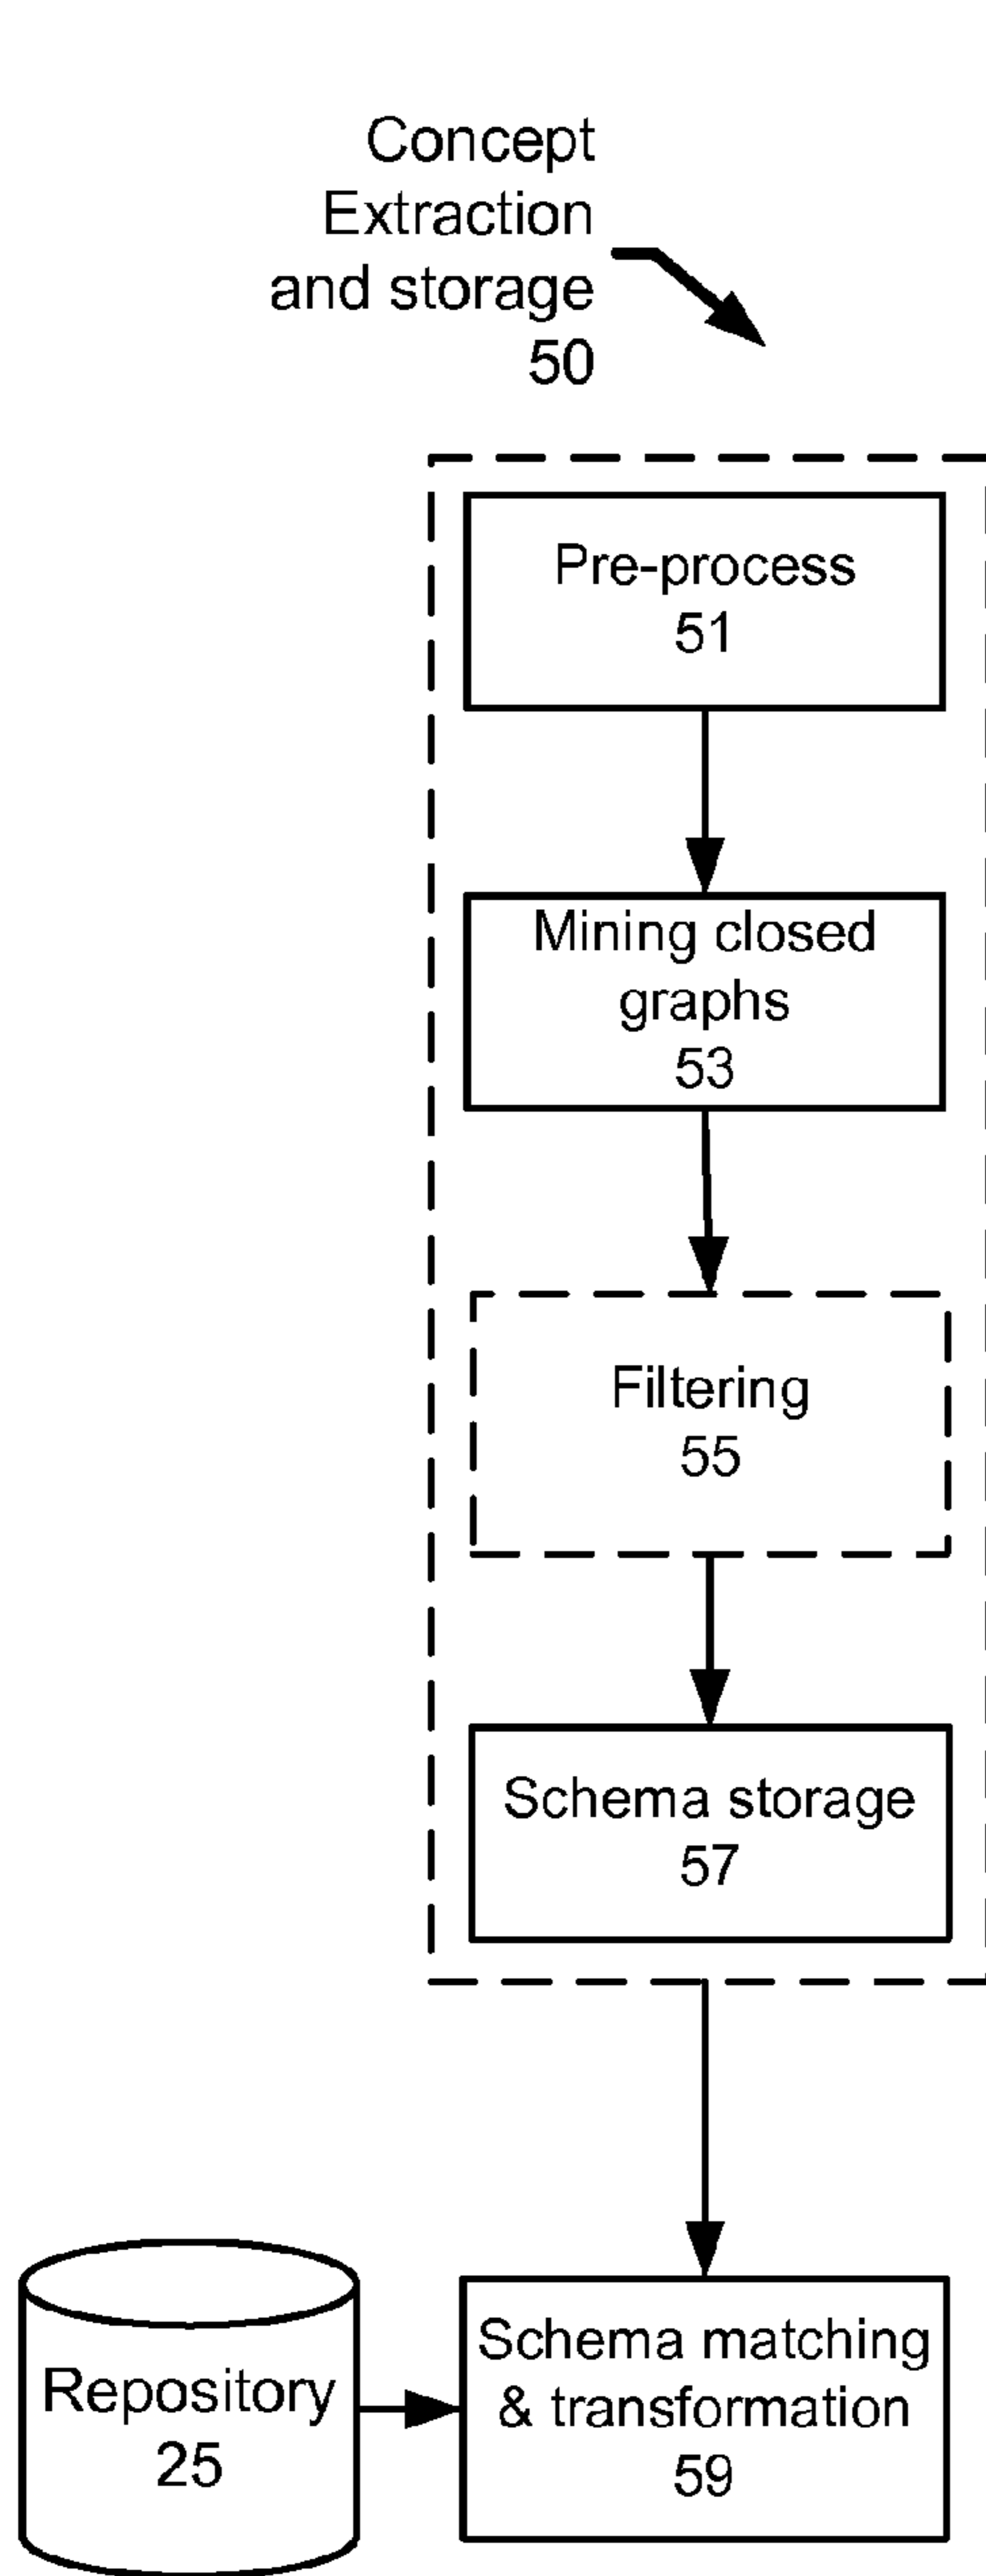 Concept
Extraction
and storage
50
Pre-process
51
Mining closed
graphs
53
Filtering
55
Schema storage
57
Repository
25
Schema matching
& transformation
59